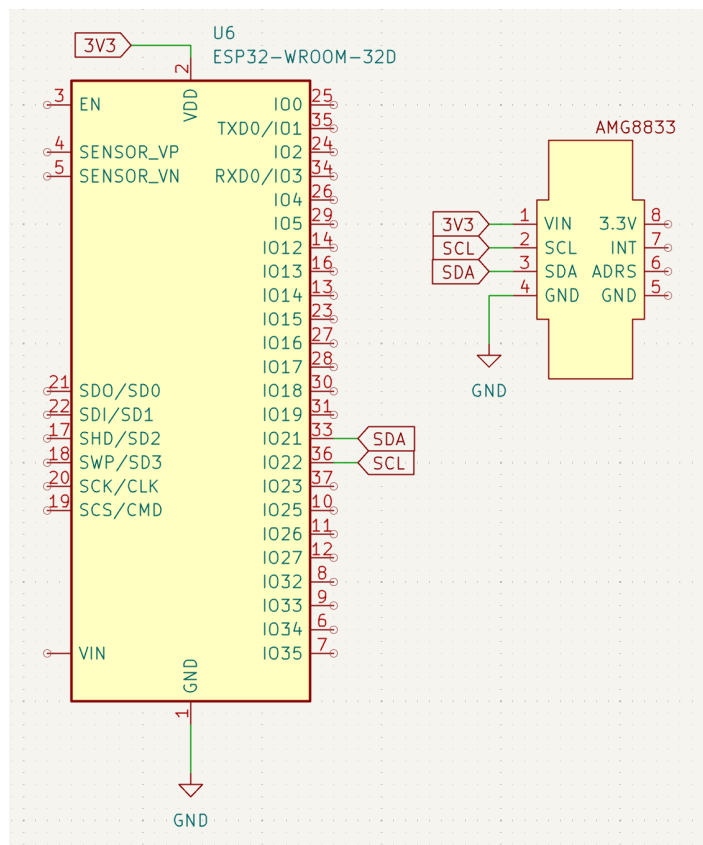 3V3
U6
ESP32-WROOM-32D
2
VDD
3 EN
IO0 25
TXD0/IO1 35
4 SENSOR_VP
IO2 24
5 SENSOR_VN
RXD0/IO3 34
IO4 26
IO5 29
IO12 14
IO13 16
IO14 13
IO15 23
IO16 27
IO17 28
21 SDO/SD0
IO18 30
22 SDI/SD1
IO19 31
17 SHD/SD2
IO21 33
SDA
18 SWP/SD3
IO22 36
SCL
20 SCK/CLK
IO23 37
19 SCS/CMD
IO25 10
IO26 11
IO27 12
IO32 8
IO33 9
IO34 6
VIN
IO35 7
GND
1
GND
AMG8833
3V3 1 VIN
3.3V 8
SCL 2 SCL
INT 7
SDA 3 SDA
ADRS 6
4 GND
GND 5
GND